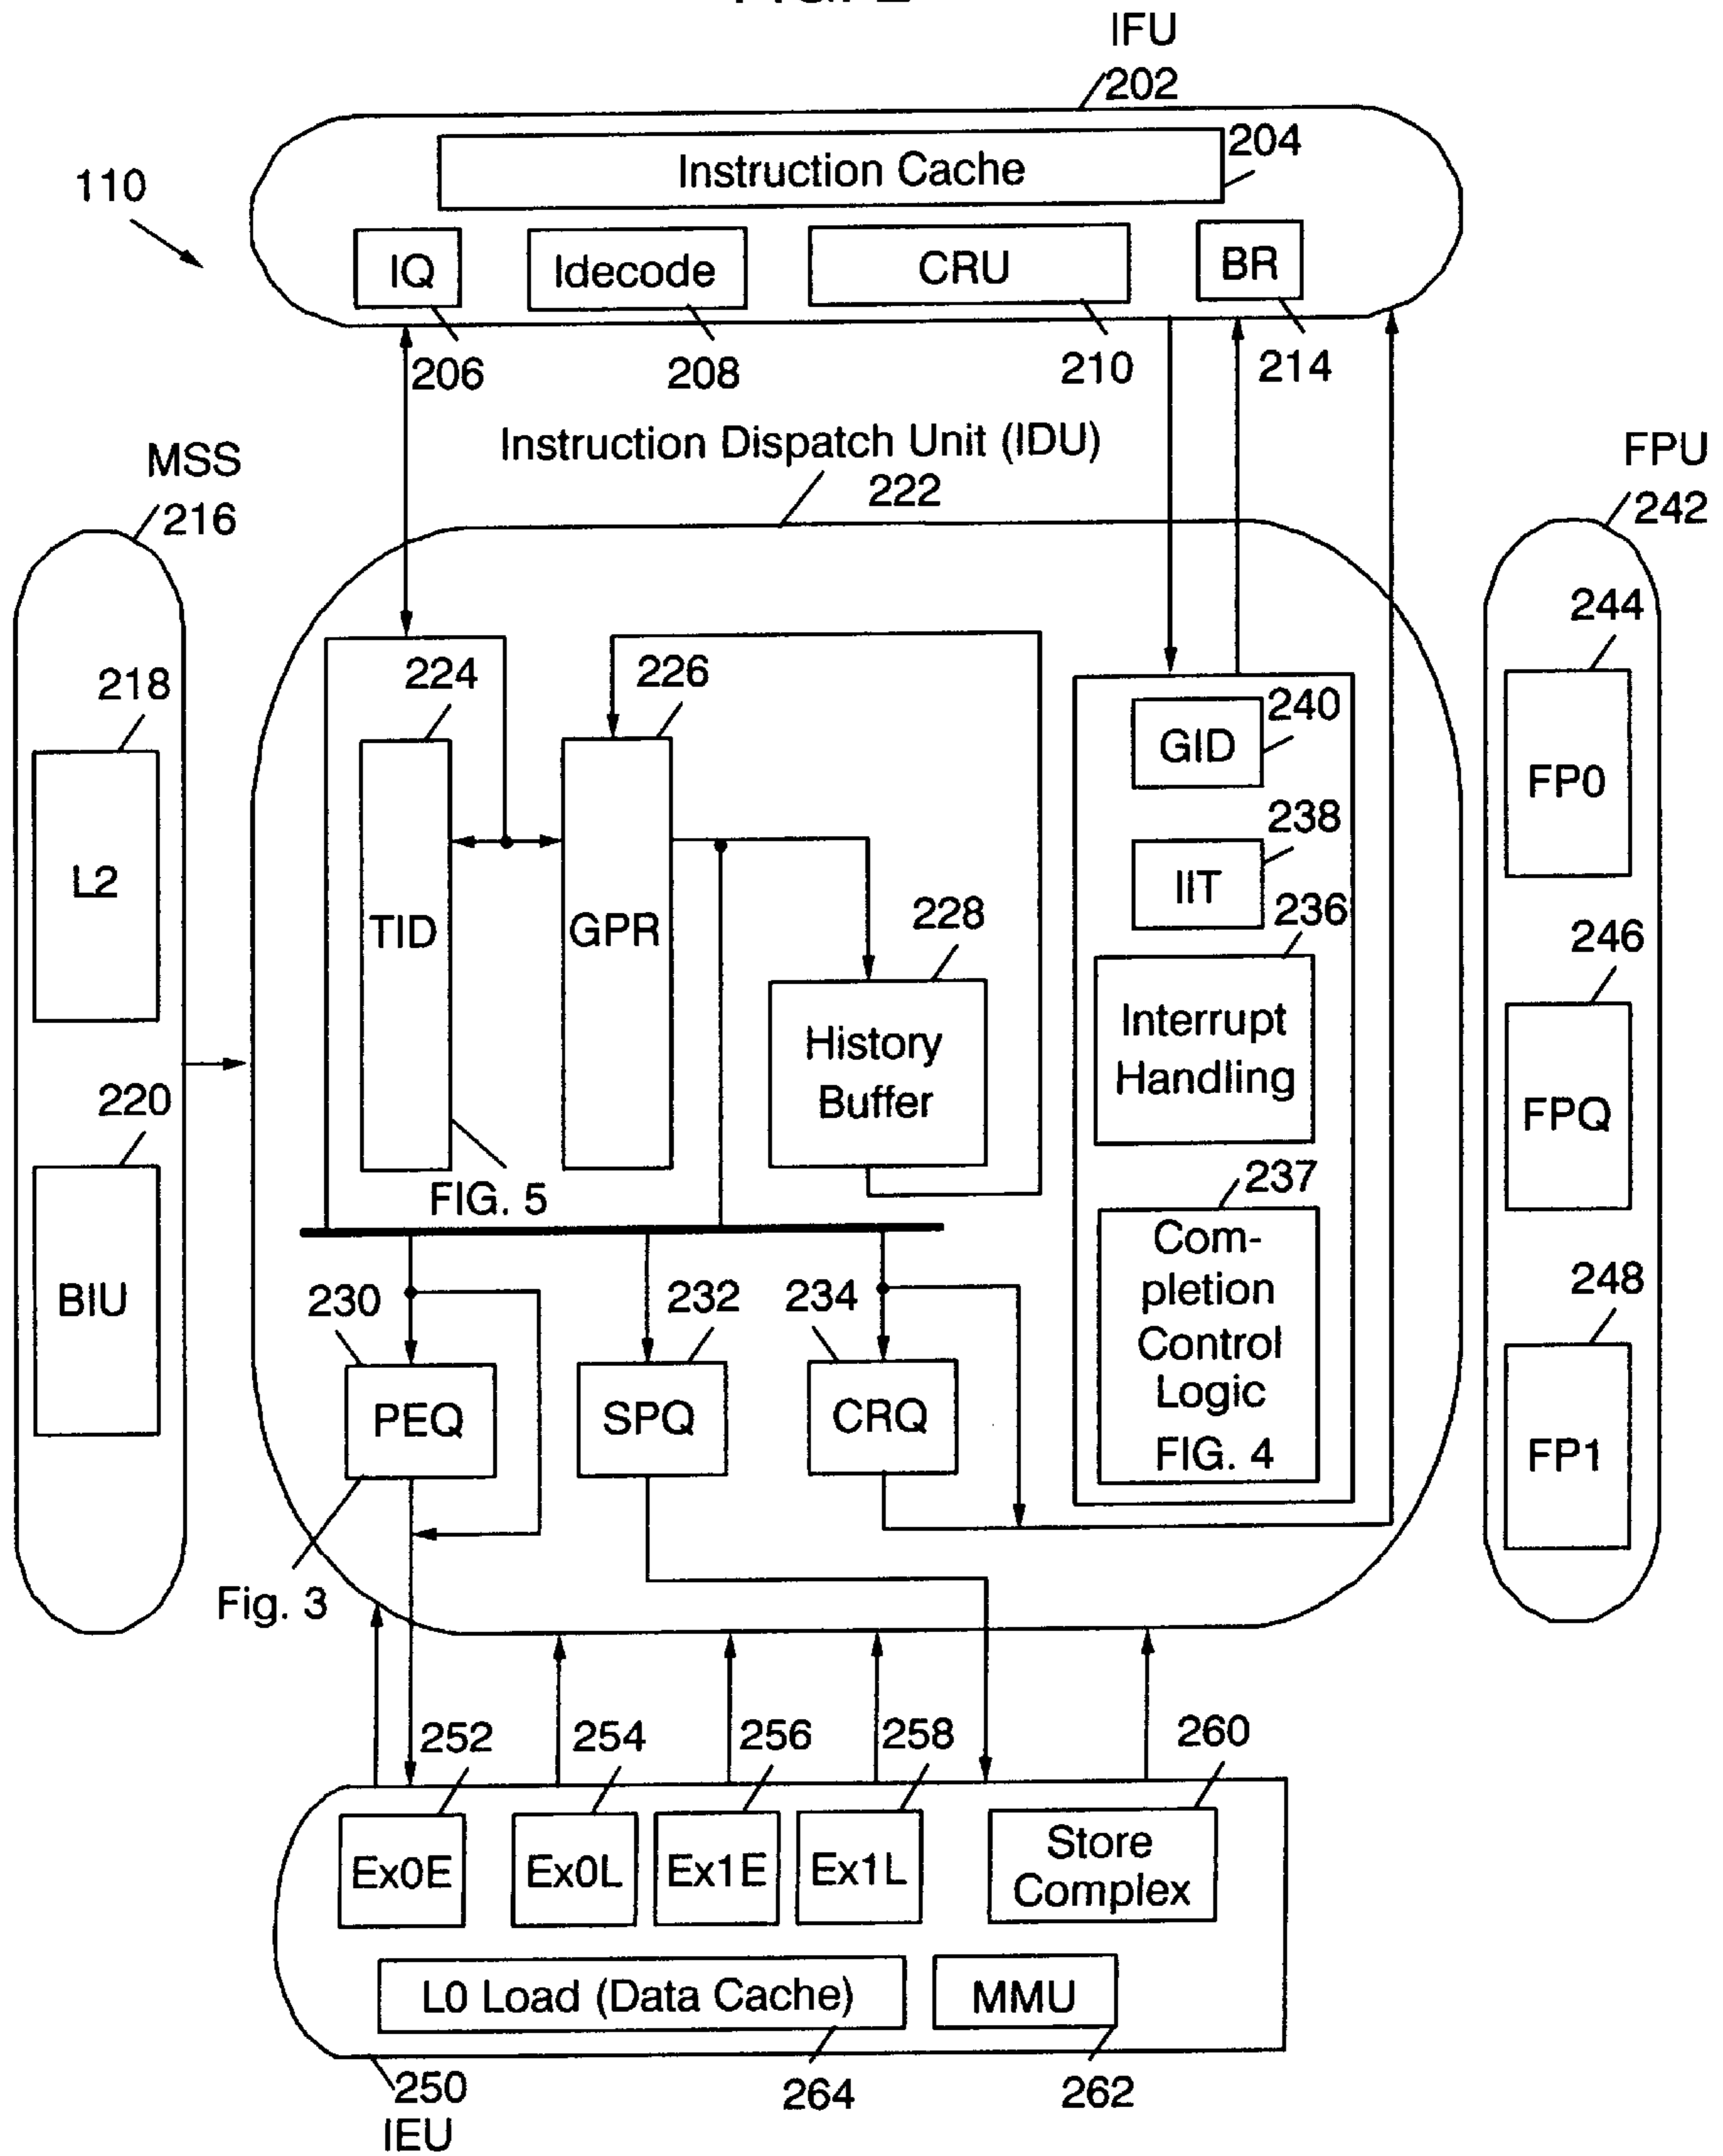 IFU
202
Instruction Cache
204
110
IQ
Idecode
CRU
BR
206
208
210
214
Instruction Dispatch Unit (IDU)
222
MSS
216
FPU
242
218
L2
220
BIU
224
TID
226
GPR
228
History
Buffer
FIG. 5
240
GID
238
IIT
236
Interrupt
Handling
237
Com-
pletion
Control
Logic
FIG. 4
244
FP0
246
FPQ
248
FP1
230
PEQ
232
SPQ
234
CRQ
Fig. 3
252
254
256
258
260
Ex0E
Ex0L
Ex1E
Ex1L
Store
Complex
L0 Load (Data Cache)
MMU
250
IEU
264
262